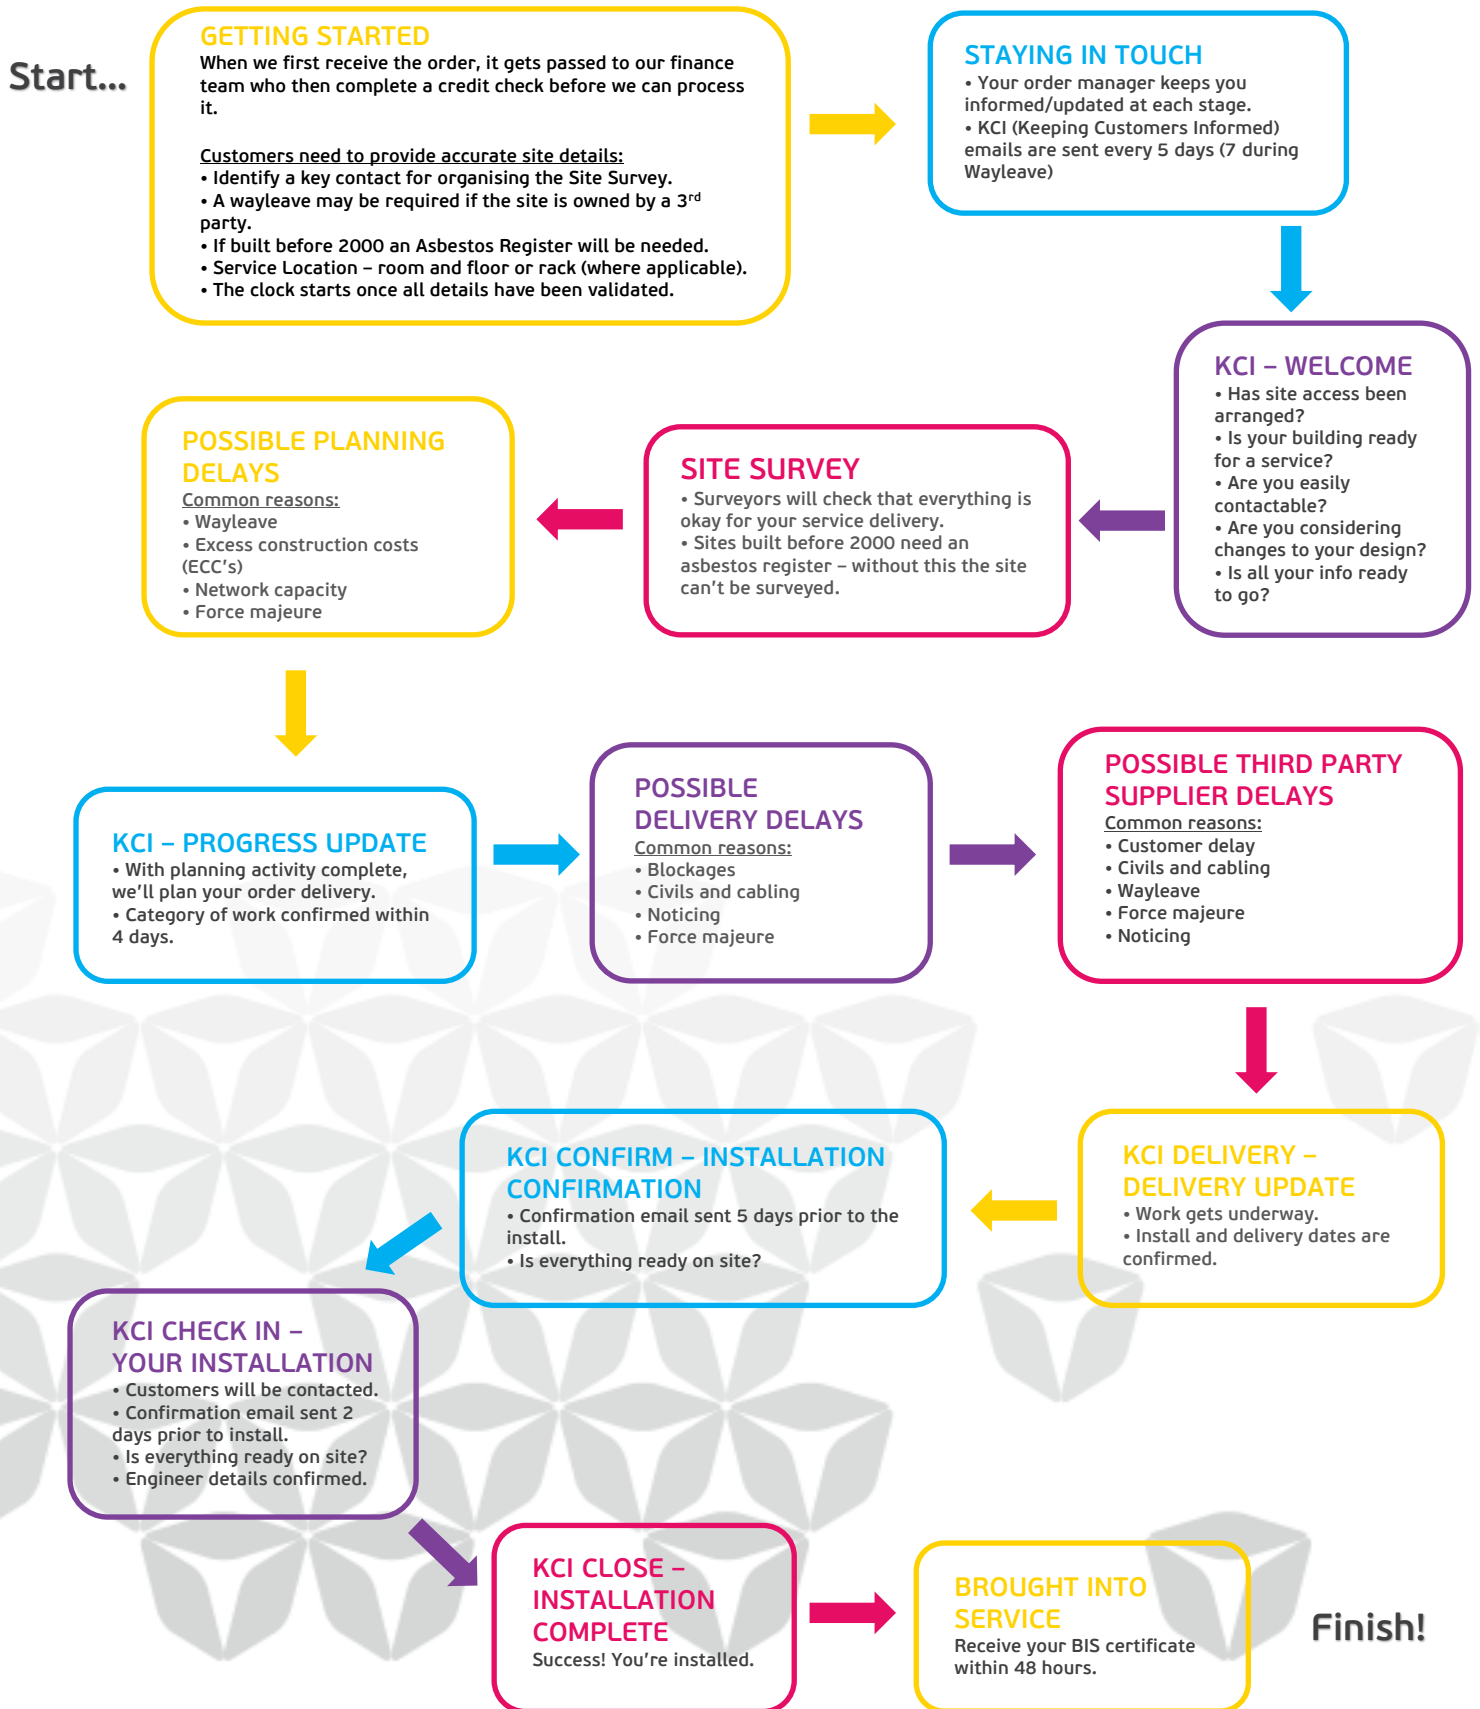 Start...
GETTING STARTED
When we first receive the order, it gets passed to our finance
team who then complete a credit check before we can process
it.
Customers need to provide accurate site details:
• Identify a key contact for organising the Site Survey.
• A wayleave may be required if the site is owned by a 3rd
party.
• If built before 2000 an Asbestos Register will be needed.
• Service Location – room and floor or rack (where applicable).
• The clock starts once all details have been validated.
STAYING IN TOUCH
• Your order manager keeps you
informed/updated at each stage.
• KCI (Keeping Customers Informed)
emails are sent every 5 days (7 during
Wayleave)
KCI – WELCOME
• Has site access been
arranged?
• Is your building ready
for a service?
• Are you easily
contactable?
• Are you considering
changes to your design?
• Is all your info ready
to go?
SITE SURVEY
• Surveyors will check that everything is
okay for your service delivery.
• Sites built before 2000 need an
asbestos register – without this the site
can't be surveyed.
POSSIBLE PLANNING
DELAYS
Common reasons:
• Wayleave
• Excess construction costs
(ECC's)
• Network capacity
• Force majeure
KCI – PROGRESS UPDATE
• With planning activity complete,
we'll plan your order delivery.
• Category of work confirmed within
4 days.
POSSIBLE
DELIVERY DELAYS
Common reasons:
• Blockages
• Civils and cabling
• Noticing
• Force majeure
POSSIBLE THIRD PARTY
SUPPLIER DELAYS
Common reasons:
• Customer delay
• Civils and cabling
• Wayleave
• Force majeure
• Noticing
KCI DELIVERY –
DELIVERY UPDATE
• Work gets underway.
• Install and delivery dates are
confirmed.
KCI CONFIRM – INSTALLATION
CONFIRMATION
• Confirmation email sent 5 days prior to the
install.
• Is everything ready on site?
KCI CHECK IN –
YOUR INSTALLATION
• Customers will be contacted.
• Confirmation email sent 2
days prior to install.
• Is everything ready on site?
• Engineer details confirmed.
KCI CLOSE –
INSTALLATION
COMPLETE
Success! You're installed.
BROUGHT INTO
SERVICE
Receive your BIS certificate
within 48 hours.
Finish!